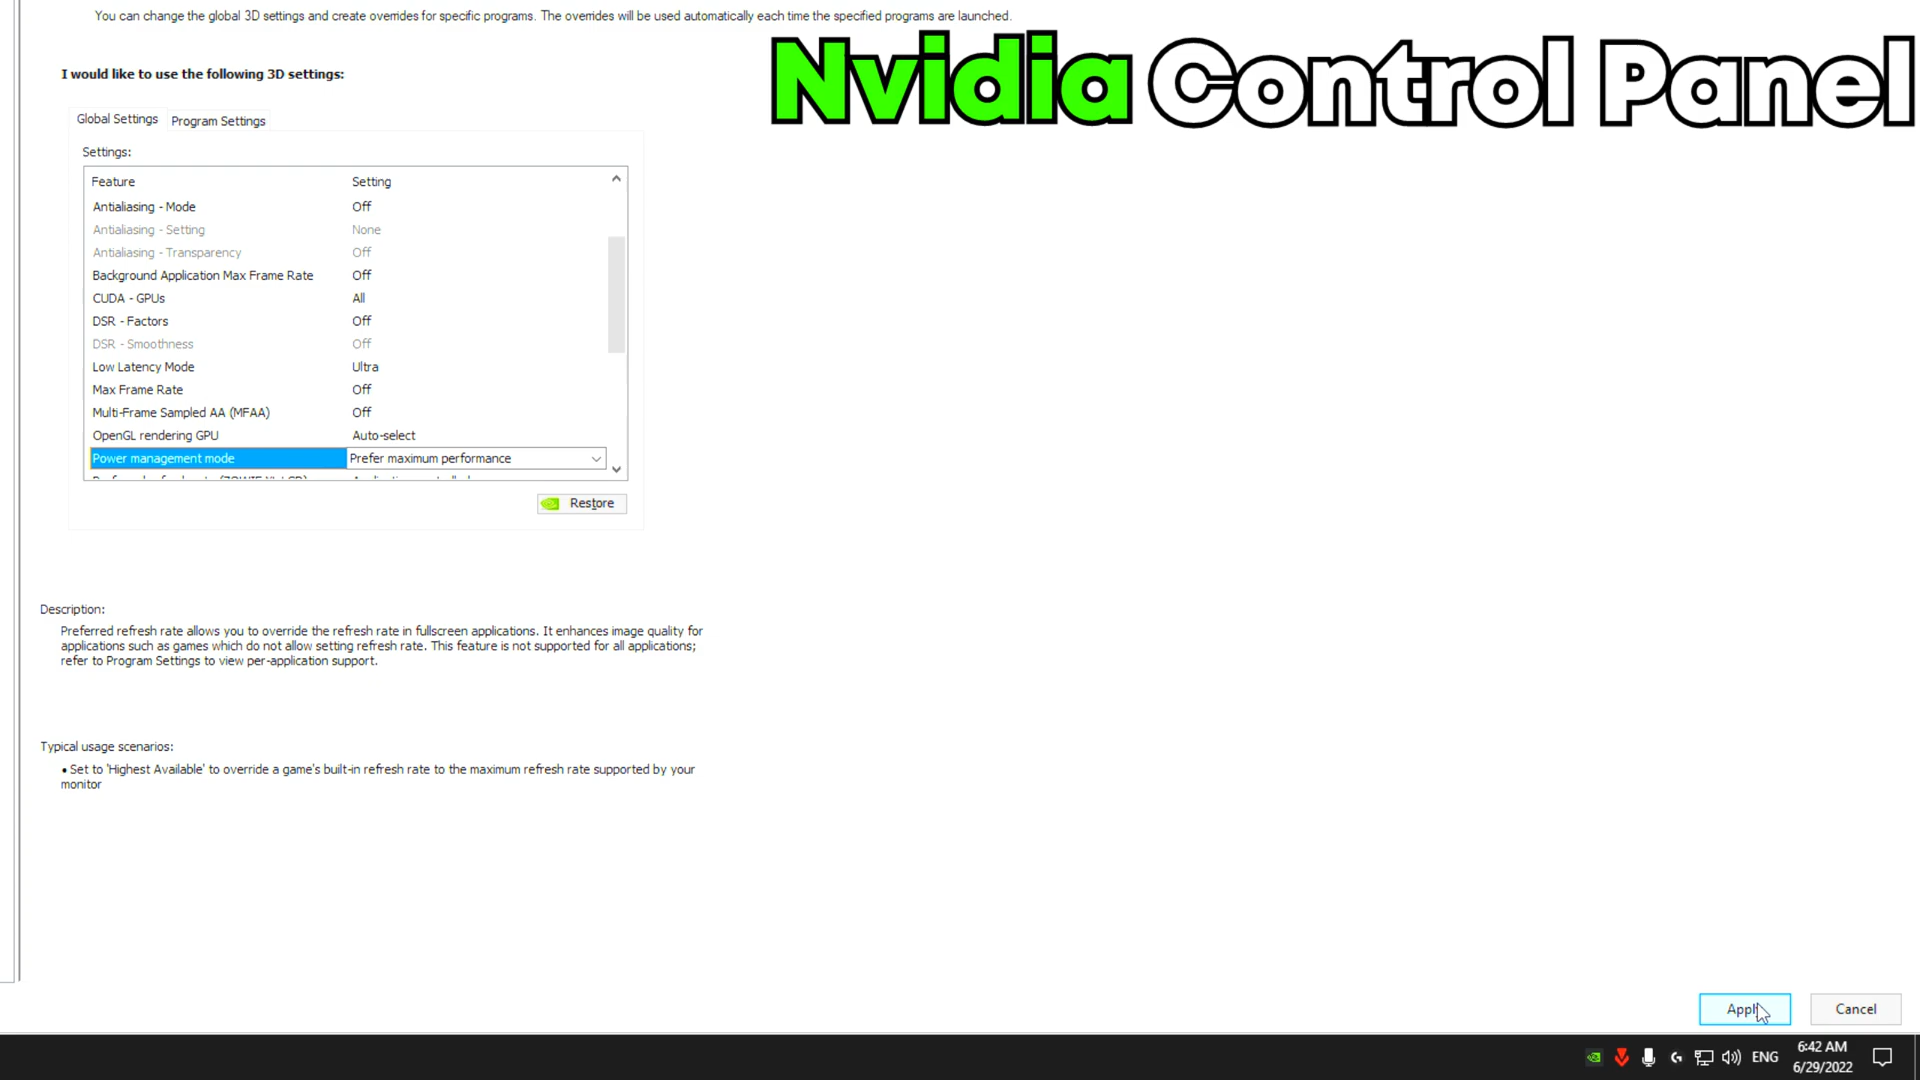 You can change the global 3D settings and create overrides for specific programs. The overrides will be used automatically each time the specified programs are launched.
Nvidia Control Panel
I would like to use the following 3D settings:
Global Settings Program Settings
Settings:
Feature Setting
Antialiasing - Mode Off
Antialiasing - Setting None
Antialiasing - Transparency Off
Background Application Max Frame Rate Off
CUDA - GPUs All
DSR - Factors Off
DSR - Smoothness Off
Low Latency Mode Ultra
Max Frame Rate Off
Multi-Frame Sampled AA (MFAA) Off
OpenGL rendering GPU Auto-select
Power management mode Prefer maximum performance
Restore
Description:
Preferred refresh rate allows you to override the refresh rate in fullscreen applications. It enhances image quality for
applications such as games which do not allow setting refresh rate. This feature is not supported for all applications;
refer to Program Settings to view per-application support.
Typical usage scenarios:
• Set to 'Highest Available' to override a game's built-in refresh rate to the maximum refresh rate supported by your
monitor
Apply Cancel
ENG 6:42 AM
6/29/2022